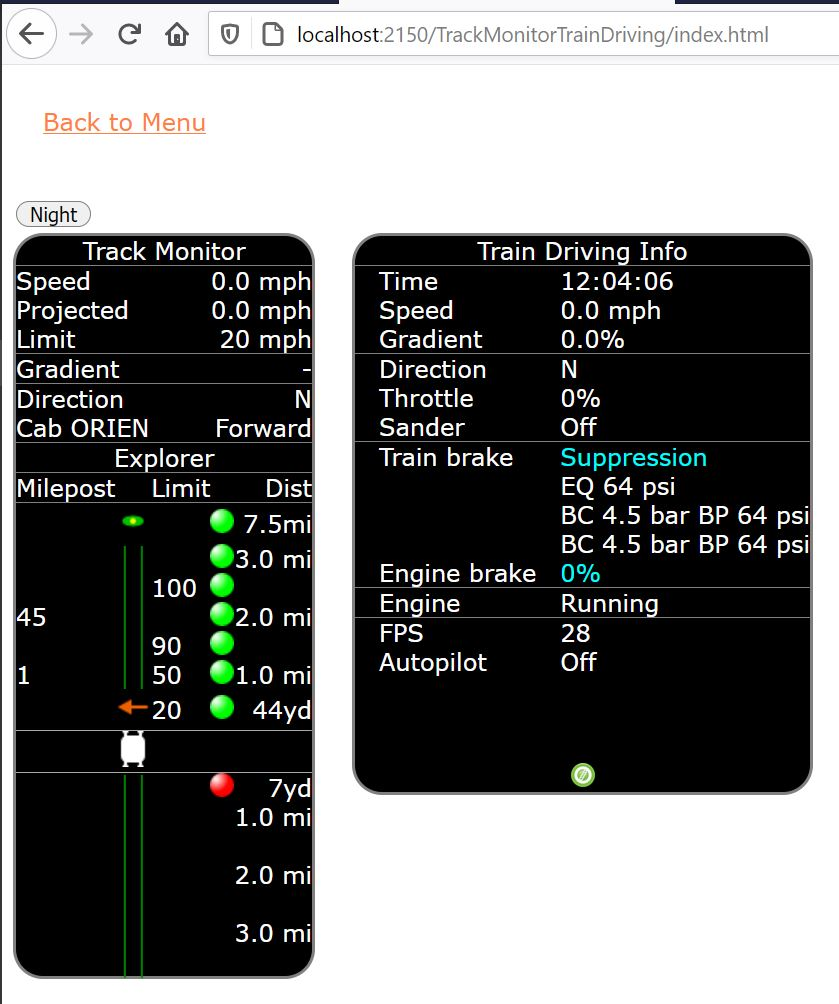 localhost:2150/TrackMonitorTrainDriving/index.html
Back to Menu
Night
Track Monitor
Speed 0.0 mph
Projected 0.0 mph
Limit 20 mph
Gradient -
Direction N
Cab ORIEN Forward
Explorer
Milepost Limit Dist
7.5mi
3.0 mi
100
45 2.0 mi
90
1 50 1.0 mi
20 44yd
7yd
1.0 mi
2.0 mi
3.0 mi
Train Driving Info
Time 12:04:06
Speed 0.0 mph
Gradient 0.0%
Direction N
Throttle 0%
Sander Off
Train brake Suppression
EQ 64 psi
BC 4.5 bar BP 64 psi
BC 4.5 bar BP 64 psi
Engine brake 0%
Engine Running
FPS 28
Autopilot Off